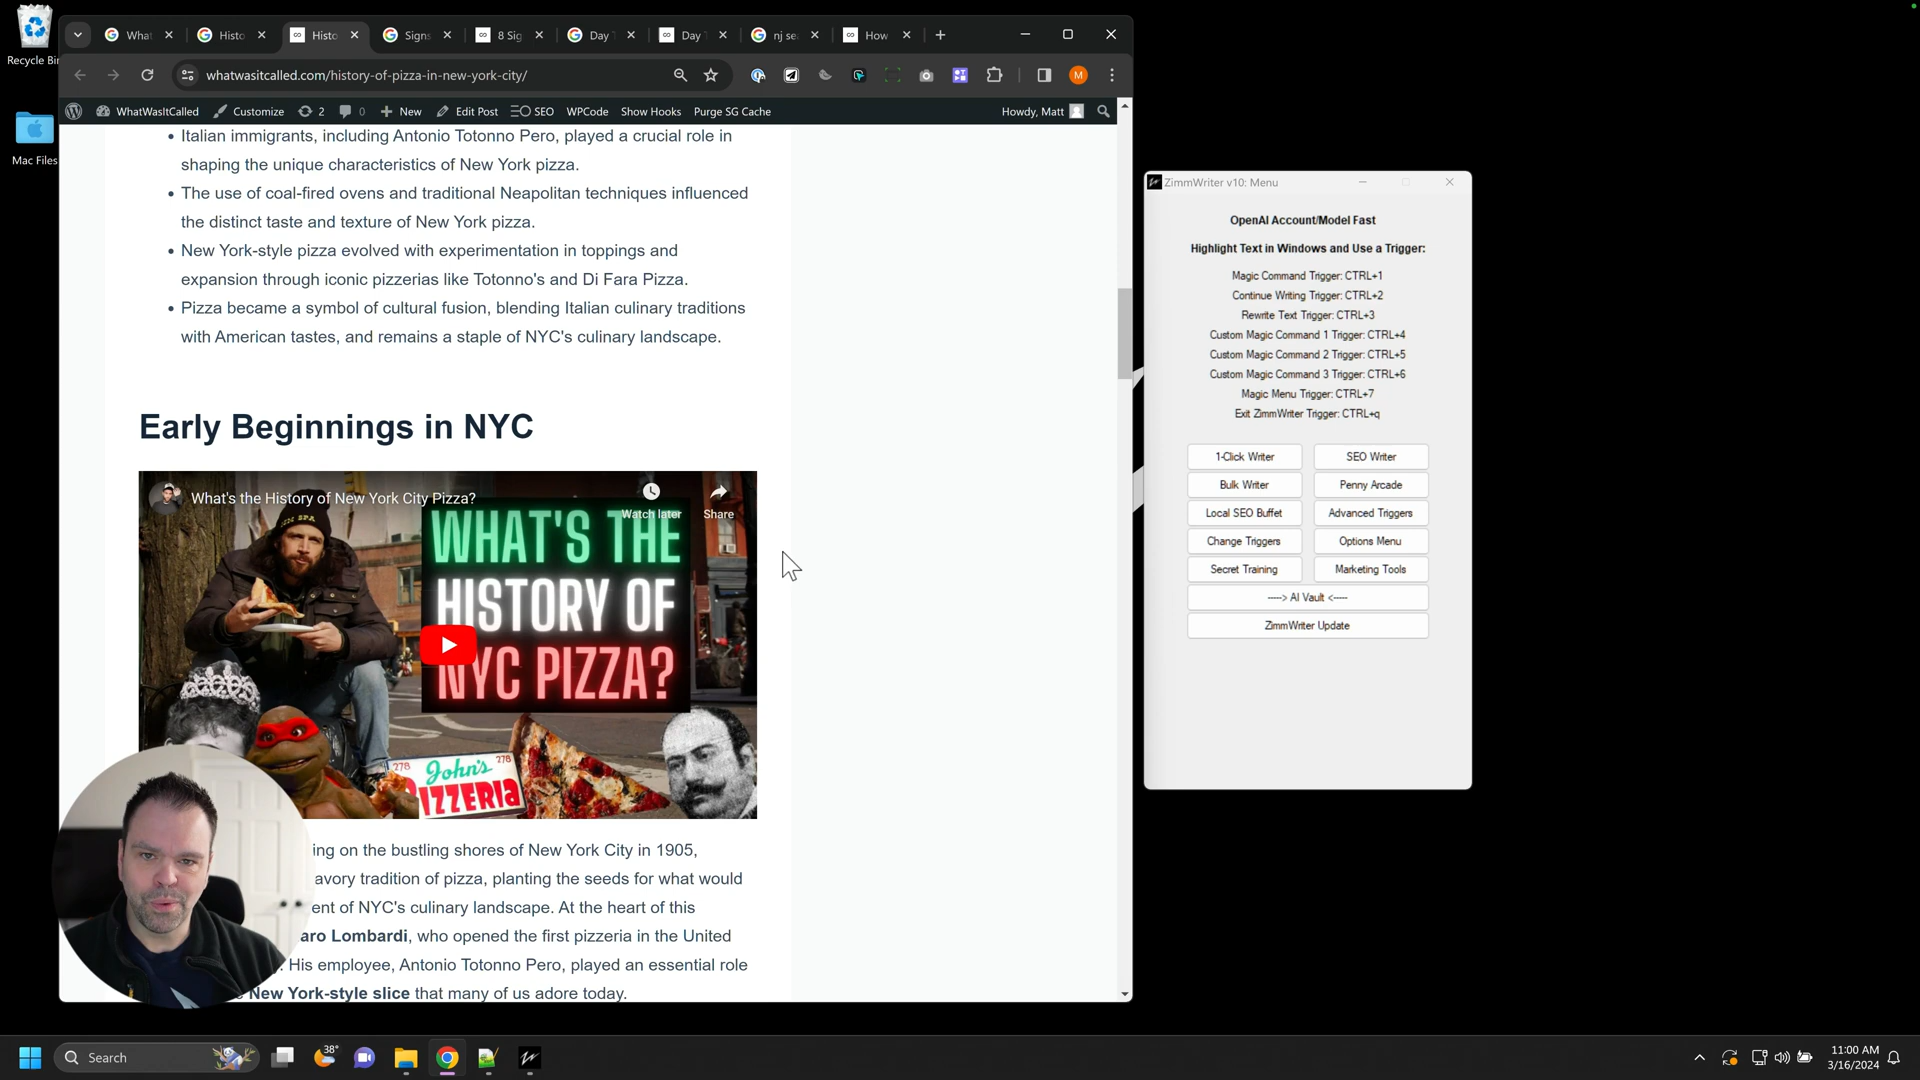 Recycle Bin
Mac Files
What
Histo
Histo
Signs
8 Sig
Day
Day
nj se
How
whatwasitcalled.com/history-of-pizza-in-new-york-city/
M
WhatWasItCalled
Customize
2
0
New
Edit Post
SEO
WPCode
Show Hooks
Purge SG Cache
Howdy, Matt
• Italian immigrants, including Antonio Totonno Pero, played a crucial role in
shaping the unique characteristics of New York pizza.
• The use of coal-fired ovens and traditional Neapolitan techniques influenced
the distinct taste and texture of New York pizza.
• New York-style pizza evolved with experimentation in toppings and
expansion through iconic pizzerias like Totonno's and Di Fara Pizza.
• Pizza became a symbol of cultural fusion, blending Italian culinary traditions
with American tastes, and remains a staple of NYC's culinary landscape.
Early Beginnings in NYC
What's the History of New York City Pizza?
Watch later
Share
WHAT'S THE
HISTORY OF
NYC PIZZA?
278
278
John's
PIZZERIA
ing on the bustling shores of New York City in 1905,
avory tradition of pizza, planting the seeds for what would
ent of NYC's culinary landscape. At the heart of this
aro Lombardi, who opened the first pizzeria in the United
His employee, Antonio Totonno Pero, played an essential role
New York-style slice that many of us adore today.
ZimmWriter v10: Menu
OpenAI Account/Model Fast
Highlight Text in Windows and Use a Trigger:
Magic Command Trigger: CTRL+1
Continue Writing Trigger: CTRL+2
Rewrite Text Trigger: CTRL+3
Custom Magic Command 1 Trigger: CTRL+4
Custom Magic Command 2 Trigger: CTRL+5
Custom Magic Command 3 Trigger: CTRL+6
Magic Menu Trigger: CTRL+7
Exit ZimmWriter Trigger: CTRL+q
1-Click Writer
SEO Writer
Bulk Writer
Penny Arcade
Local SEO Buffet
Advanced Triggers
Change Triggers
Options Menu
Secret Training
Marketing Tools
----> AI Vault <----
ZimmWriter Update
Search
38°
11:00 AM
3/16/2024